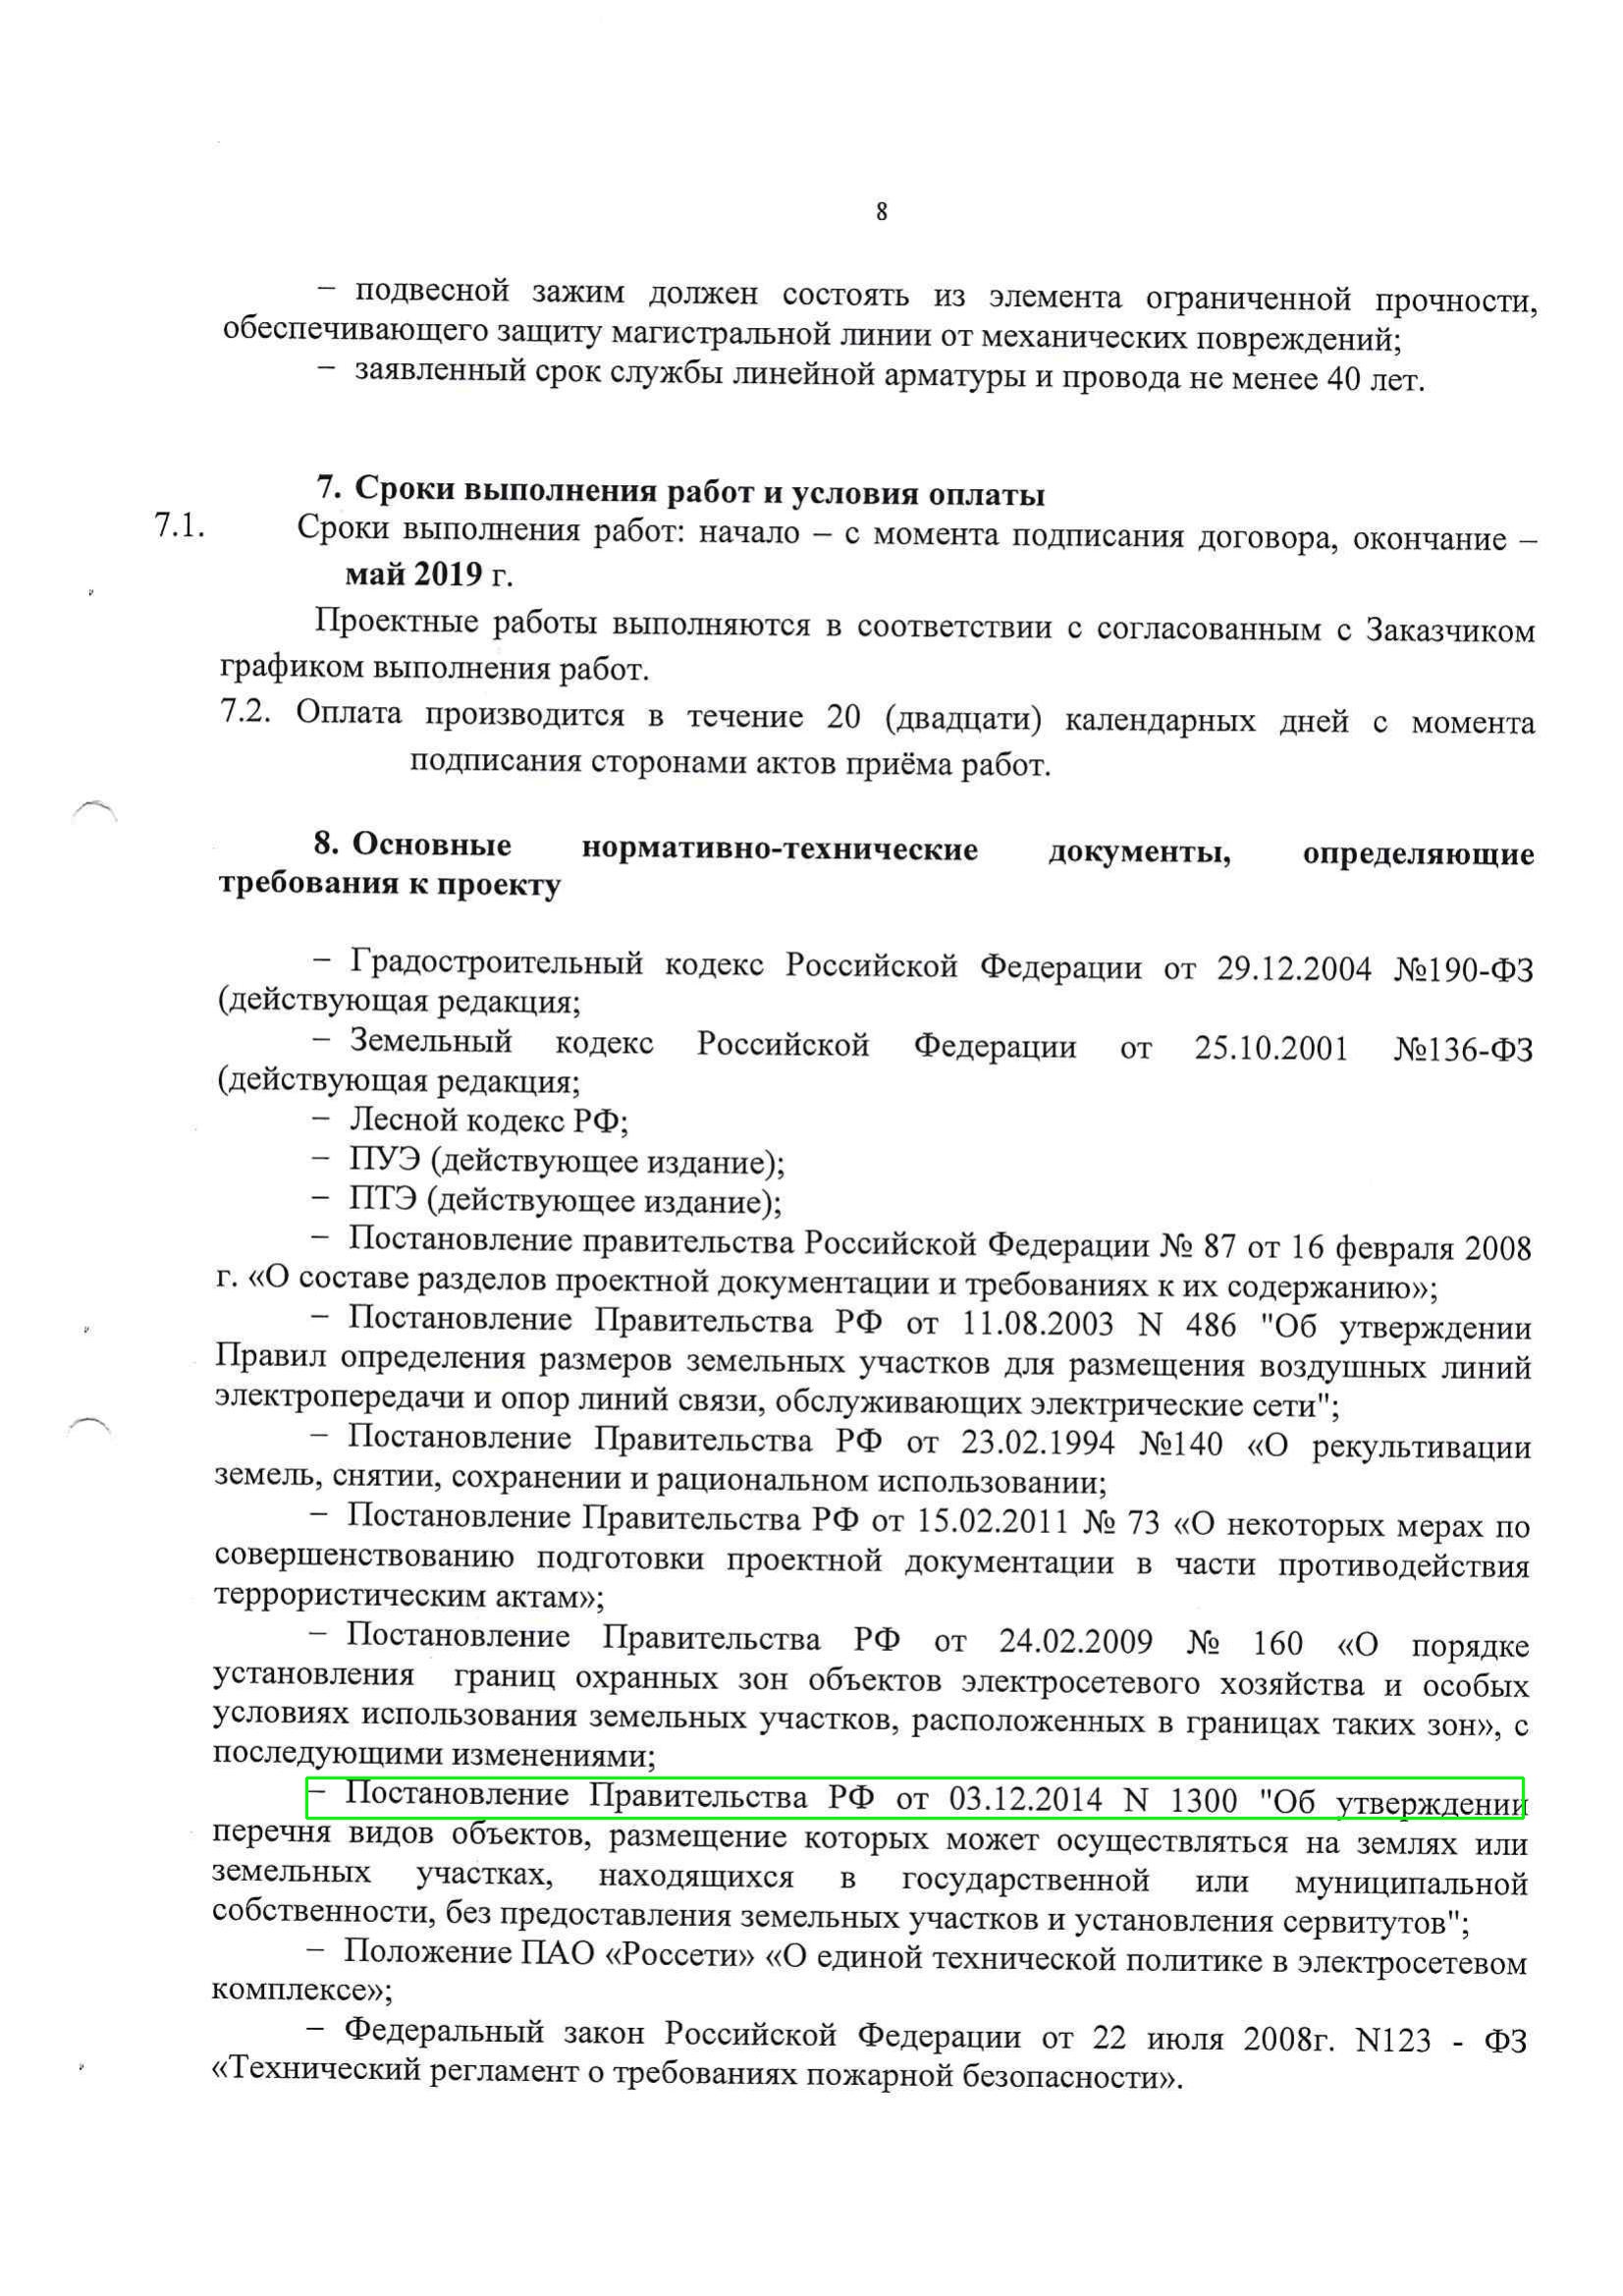 8
– подвесной зажим должен состоять из элемента ограниченной прочности,
обеспечивающего защиту магистральной линии от механических повреждений;
– заявленный срок службы линейной арматуры и провода не менее 40 лет.
7. Сроки выполнения работ и условия оплаты
7.1. Сроки выполнения работ: начало – с момента подписания договора, окончание –
май 2019 г.
Проектные работы выполняются в соответствии с согласованным с Заказчиком
графиком выполнения работ.
7.2. Оплата производится в течение 20 (двадцати) календарных дней с момента
подписания сторонами актов приёма работ.
8. Основные нормативно-технические документы, определяющие
требования к проекту
– Градостроительный кодекс Российской Федерации от 29.12.2004 №190-ФЗ
(действующая редакция;
– Земельный кодекс Российской Федерации от 25.10.2001 №136-ФЗ
(действующая редакция;
– Лесной кодекс РФ;
– ПУЭ (действующее издание);
– ПТЭ (действующее издание);
– Постановление правительства Российской Федерации № 87 от 16 февраля 2008
г. «О составе разделов проектной документации и требованиях к их содержанию»;
– Постановление Правительства РФ от 11.08.2003 N 486 "Об утверждении
Правил определения размеров земельных участков для размещения воздушных линий
электропередачи и опор линий связи, обслуживающих электрические сети";
– Постановление Правительства РФ от 23.02.1994 №140 «О рекультивации
земель, снятии, сохранении и рациональном использовании;
– Постановление Правительства РФ от 15.02.2011 № 73 «О некоторых мерах по
совершенствованию подготовки проектной документации в части противодействия
террористическим актам»;
– Постановление Правительства РФ от 24.02.2009 № 160 «О порядке
установления границ охранных зон объектов электросетевого хозяйства и особых
условиях использования земельных участков, расположенных в границах таких зон», с
последующими изменениями;
– Постановление Правительства РФ от 03.12.2014 N 1300 "Об утверждении
перечня видов объектов, размещение которых может осуществляться на землях или
земельных участках, находящихся в государственной или муниципальной
собственности, без предоставления земельных участков и установления сервитутов";
– Положение ПАО «Россети» «О единой технической политике в электросетевом
комплексе»;
– Федеральный закон Российской Федерации от 22 июля 2008г. N123 - ФЗ
«Технический регламент о требованиях пожарной безопасности».